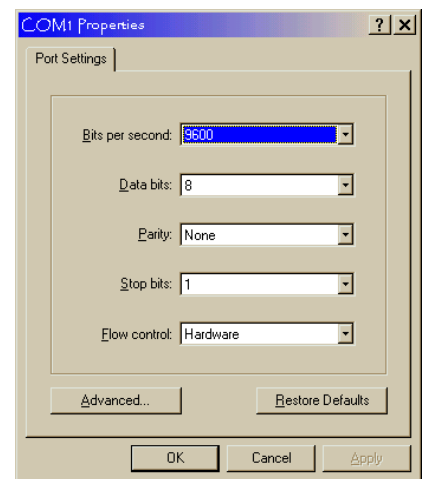 COM1 Properties
Port Settings
Bits per second: 9600
Data bits: 8
Parity: None
Stop bits: 1
Flow control: Hardware
Advanced... Restore Defaults
OK Cancel Apply